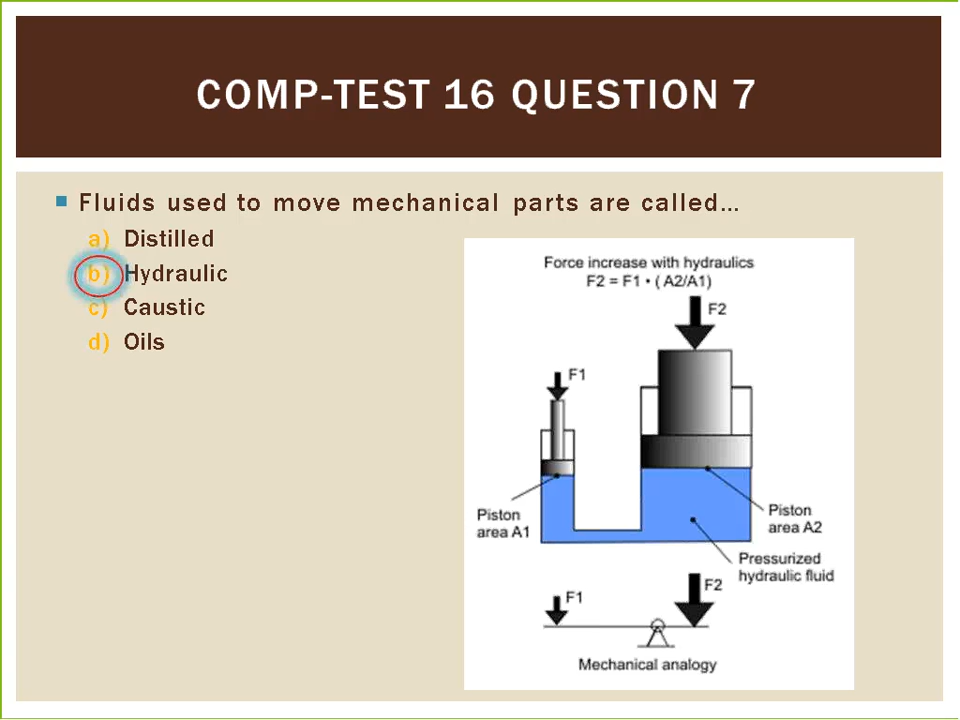 COMP-TEST 16 QUESTION 7
Fluids used to move mechanical parts are called…
a) Distilled
b) Hydraulic
c) Caustic
d) Oils
Force increase with hydraulics
F2 = F1 • ( A2/A1)
F2
F1
Piston
area A1
Piston
area A2
Pressurized
hydraulic fluid
F1
F2
Mechanical analogy